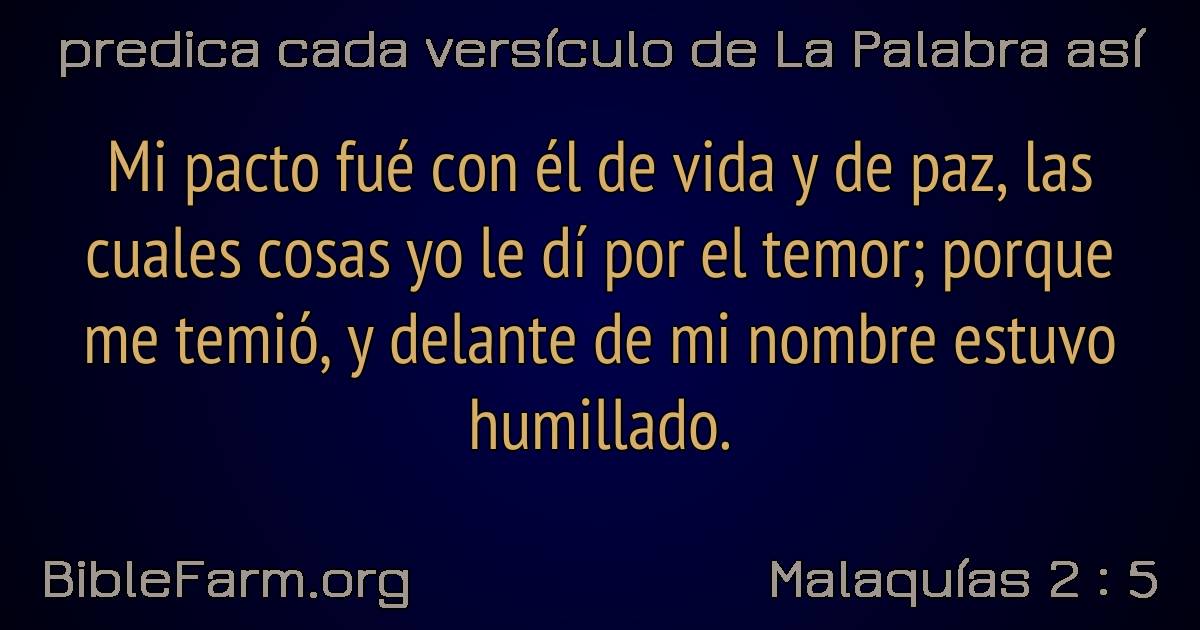 predica cada versículo de La Palabra así
Mi pacto fué con él de vida y de paz, las
cuales cosas yo le dí por el temor; porque
me temió, y delante de mi nombre estuvo
humillado.
BibleFarm.org
Malaquías 2 : 5